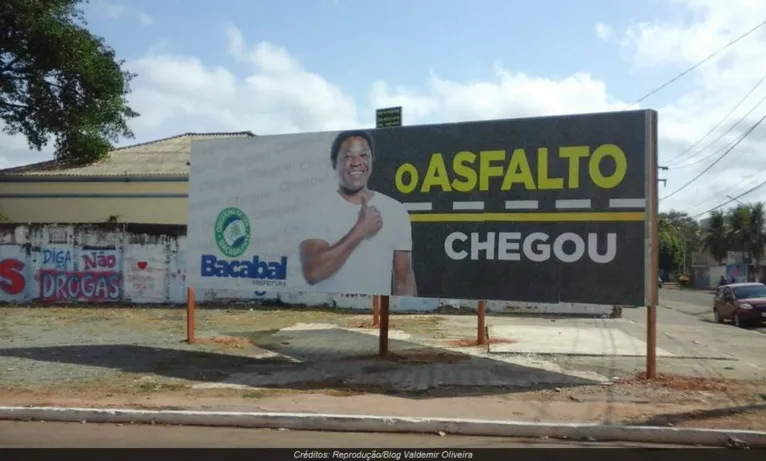 O ASFALTO
CHEGOU
Bacabal
PREFEITURA
DIGA Não
DROGAS
Créditos: Reprodução/Blog Valdemir Oliveira